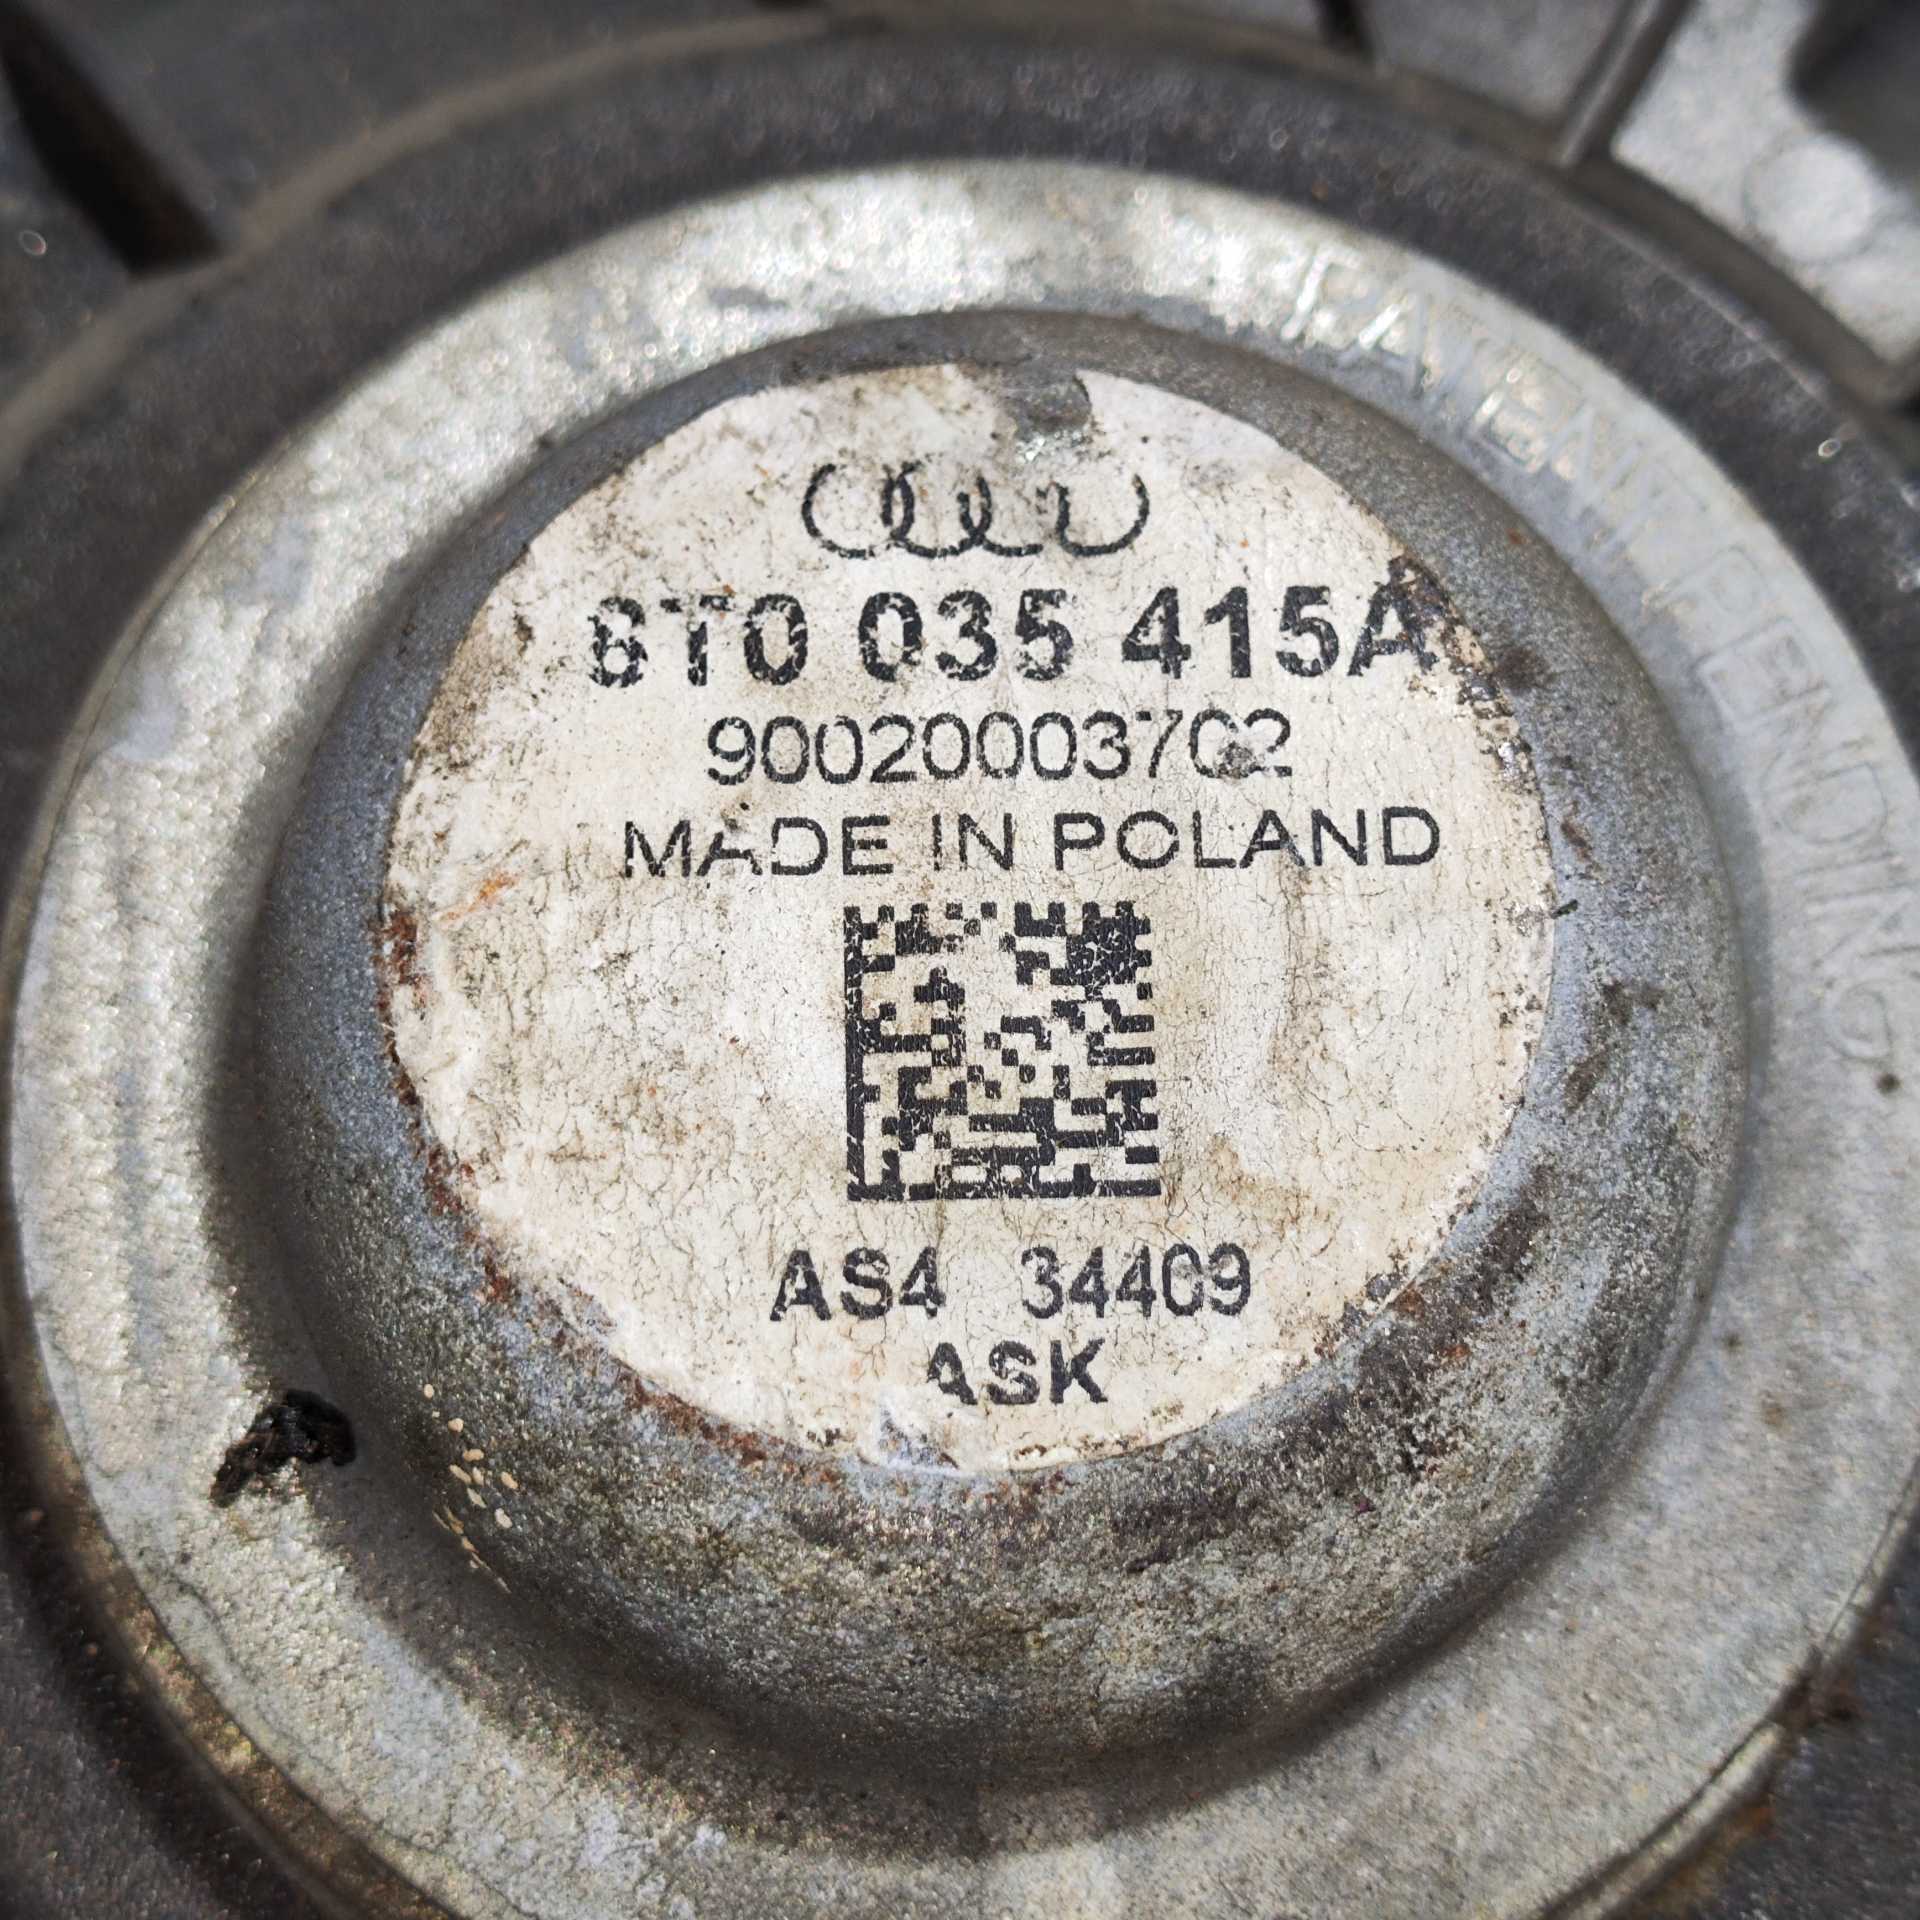 8T0 035 415A
90020003702
MADE IN POLAND
AS4 34409
ASK
PATENT PENDING